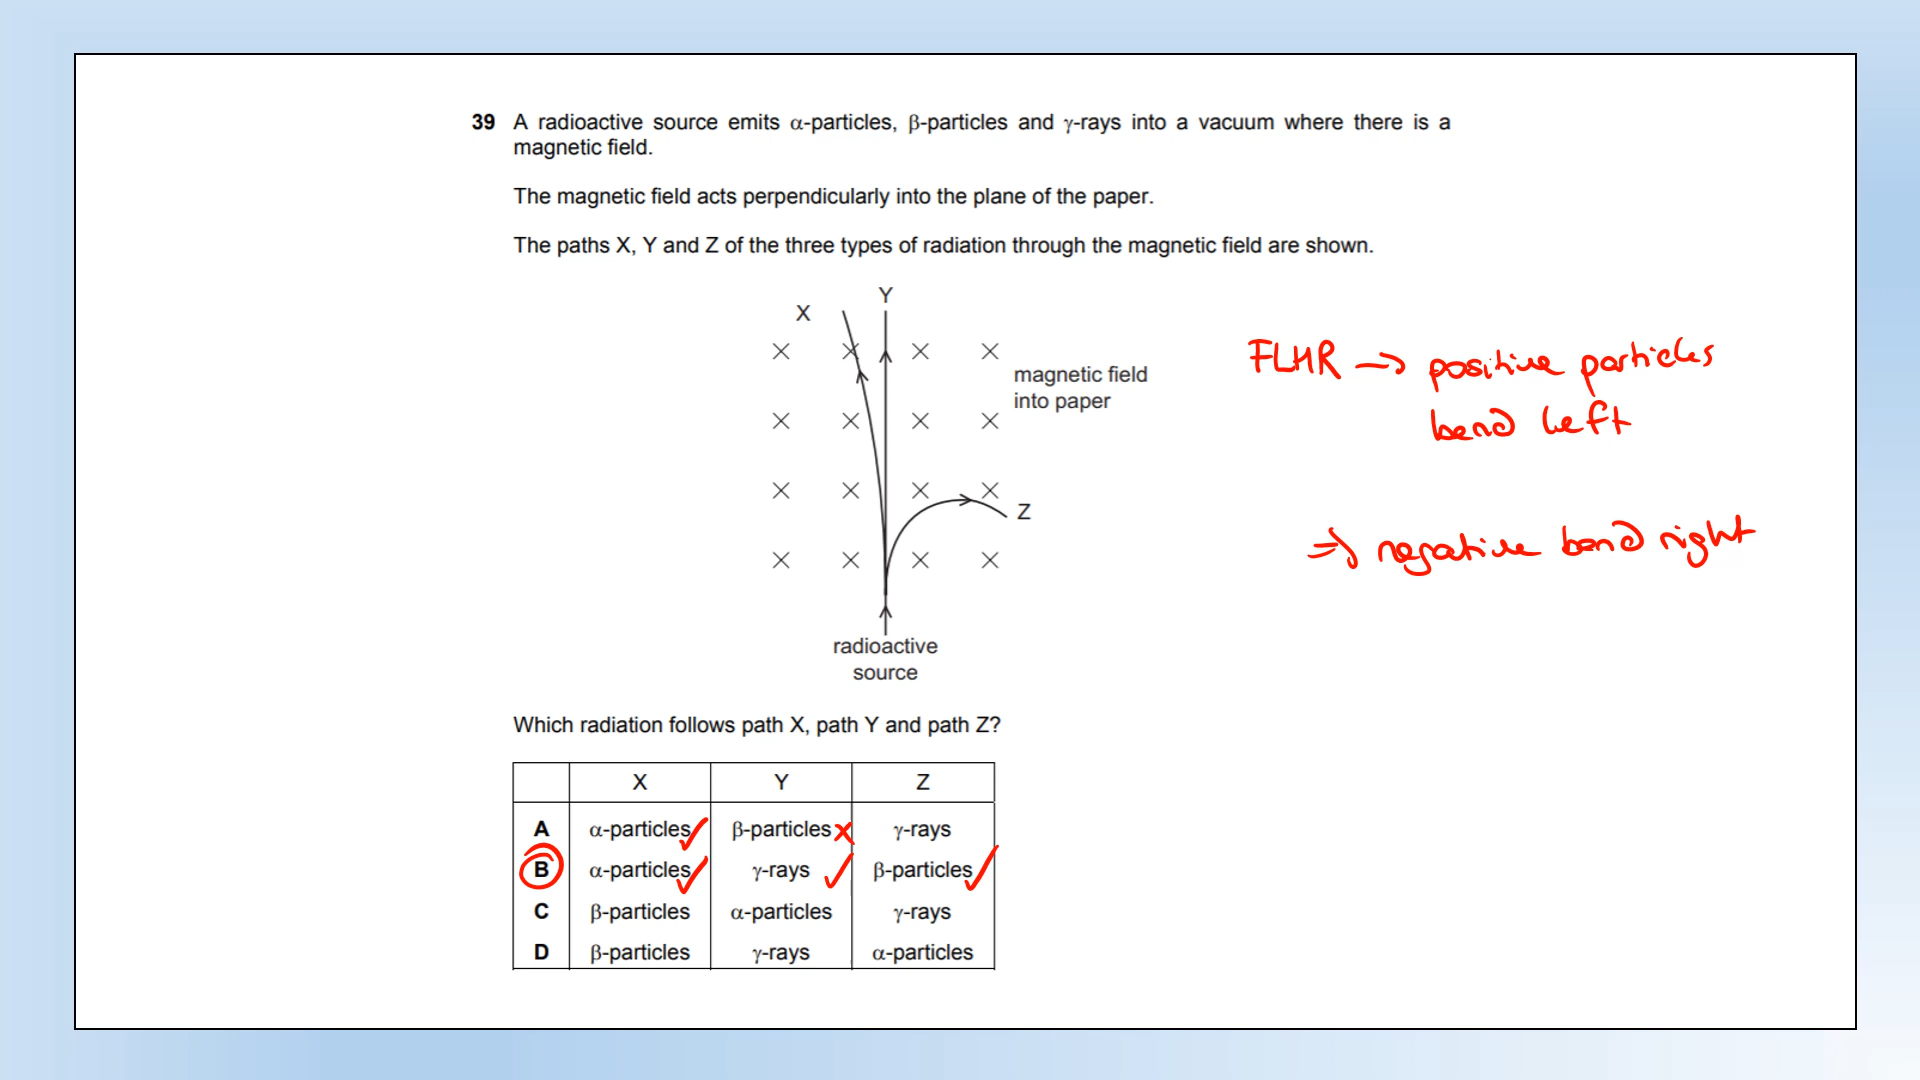 39 A radioactive source emits α-particles, β-particles and γ-rays into a vacuum where there is a
magnetic field.
The magnetic field acts perpendicularly into the plane of the paper.
The paths X, Y and Z of the three types of radiation through the magnetic field are shown.
Y
X
magnetic field
into paper
Z
radioactive
source
FLHR → positive particles
bend left
⇒ negative bend right
Which radiation follows path X, path Y and path Z?
X Y Z
A α-particles ✓ β-particles x γ-rays
B α-particles ✓ γ-rays ✓ β-particles ✓
C β-particles α-particles γ-rays
D β-particles γ-rays α-particles